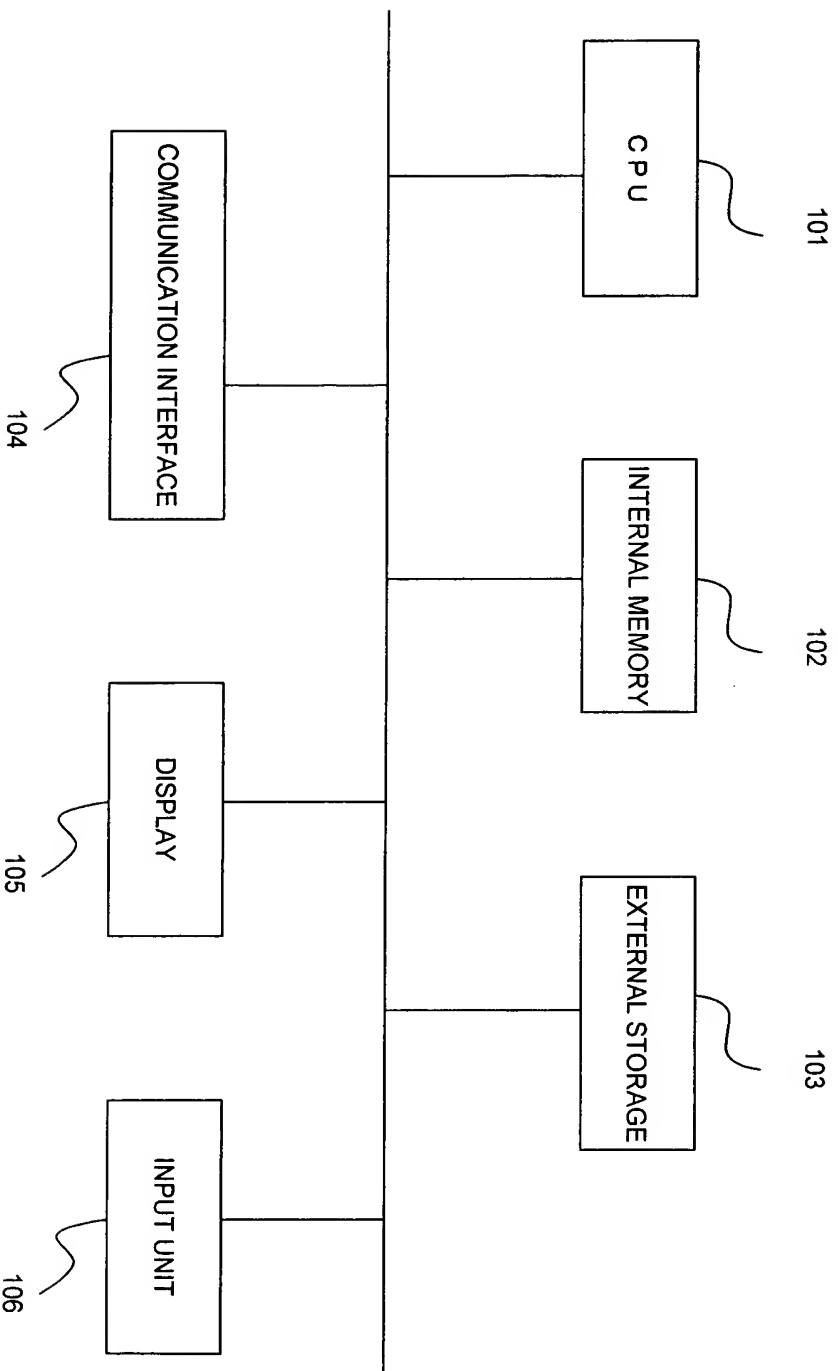 101
102
103
C P U
INTERNAL MEMORY
EXTERNAL STORAGE
COMMUNICATION INTERFACE
DISPLAY
INPUT UNIT
104
105
106